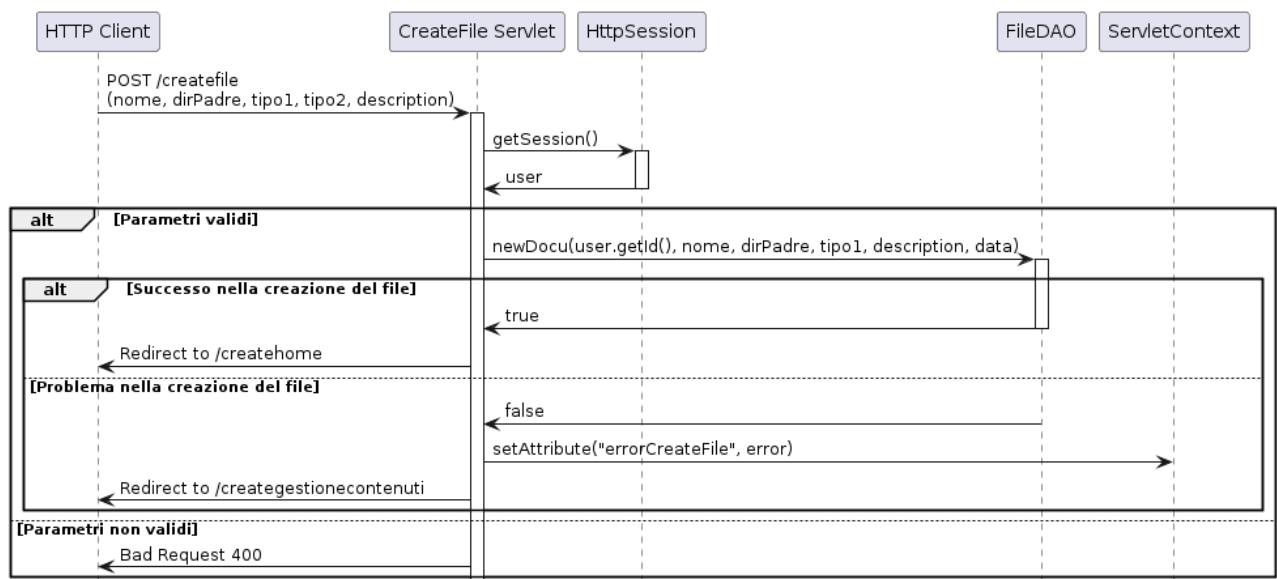 HTTP Client
CreateFile Servlet
HttpSession
FileDAO
ServletContext
POST /createfile
(nome, dirPadre, tipo1, tipo2, description)
getSession()
user
alt [Parametri validi]
newDocu(user.getId(), nome, dirPadre, tipo1, description, data)
alt [Successo nella creazione del file]
true
Redirect to /createhome
[Problema nella creazione del file]
false
setAttribute("errorCreateFile", error)
Redirect to /creategestionecontenuti
[Parametri non validi]
Bad Request 400